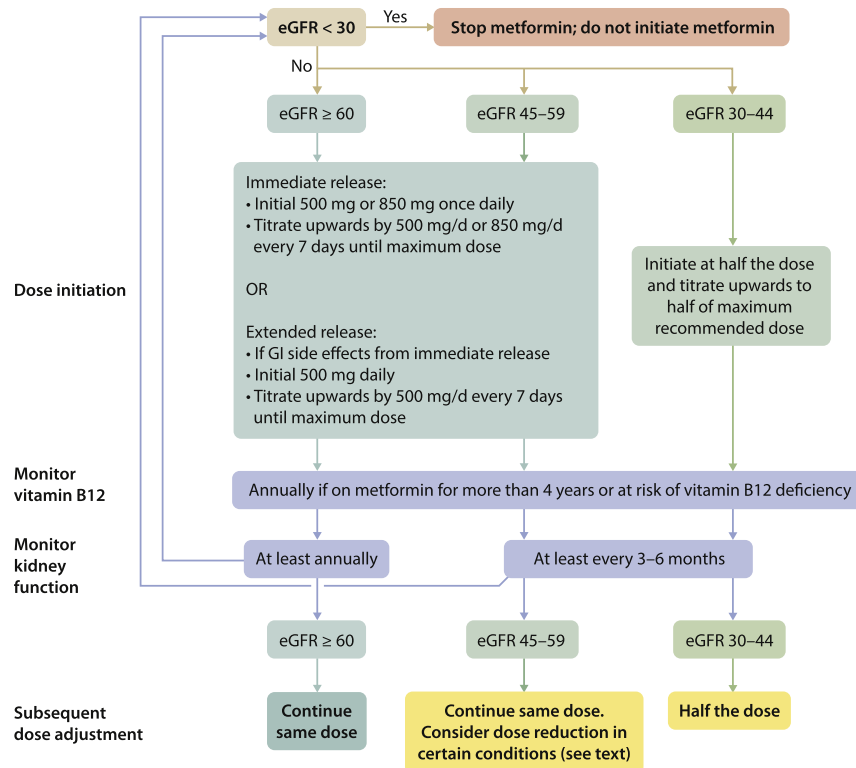 eGFR < 30
Yes
Stop metformin; do not initiate metformin
No
eGFR ≥ 60
eGFR 45–59
eGFR 30–44
Dose initiation
Immediate release:
• Initial 500 mg or 850 mg once daily
• Titrate upwards by 500 mg/d or 850 mg/d
every 7 days until maximum dose
OR
Extended release:
• If GI side effects from immediate release
• Initial 500 mg daily
• Titrate upwards by 500 mg/d every 7 days
until maximum dose
Initiate at half the dose
and titrate upwards to
half of maximum
recommended dose
Monitor
vitamin B12
Annually if on metformin for more than 4 years or at risk of vitamin B12 deficiency
Monitor
kidney
function
At least annually
At least every 3–6 months
eGFR ≥ 60
eGFR 45–59
eGFR 30–44
Subsequent
dose adjustment
Continue
same dose
Continue same dose.
Consider dose reduction in
certain conditions (see text)
Half the dose